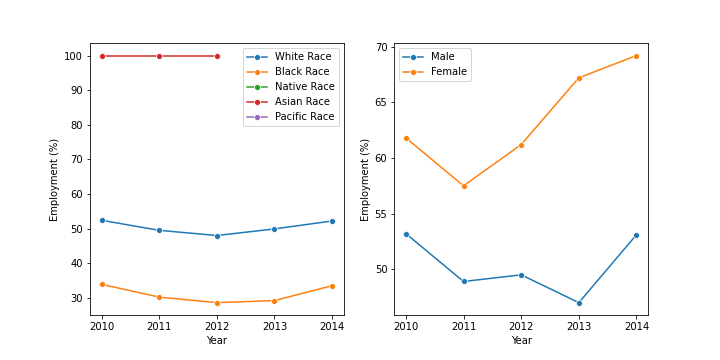 100
90
80
70
60
50
40
30
Employment (%)
White Race
Black Race
Native Race
Asian Race
Pacific Race
2010 2011 2012 2013 2014
Year
70
65
60
55
50
Employment (%)
Male
Female
2010 2011 2012 2013 2014
Year